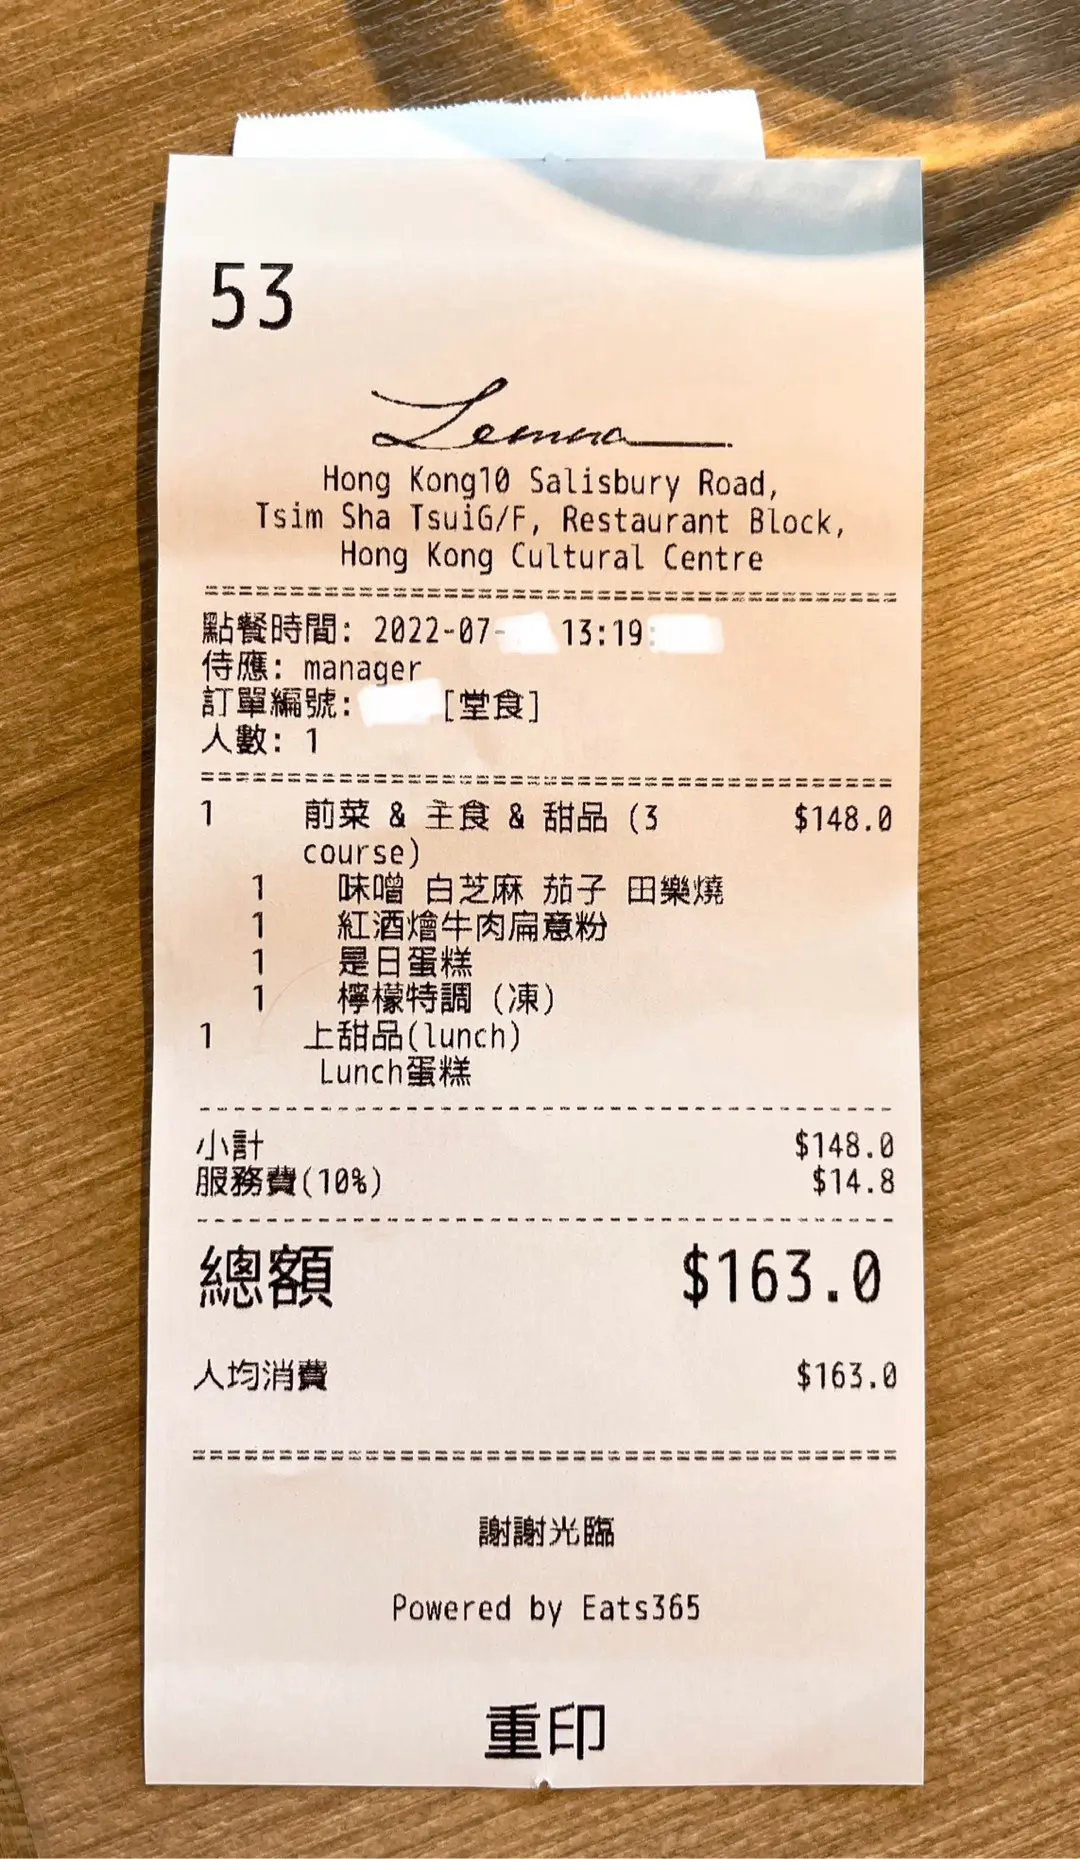 53
Lemna
Hong Kong10 Salisbury Road,
Tsim Sha TsuiG/F, Restaurant Block,
Hong Kong Cultural Centre
點餐時間: 2022-07- 13:19:
侍應: manager
訂單編號: [堂食]
人數: 1
1 前菜 & 主食 & 甜品 (3 $148.0
course)
1 味噌 白芝麻 茄子 田樂燒
1 紅酒燴牛肉扁意粉
1 是日蛋糕
1 檸檬特調 (凍)
1 上甜品(lunch)
Lunch蛋糕
小計 $148.0
服務費(10%) $14.8
總額 $163.0
人均消費 $163.0
謝謝光臨
Powered by Eats365
重印